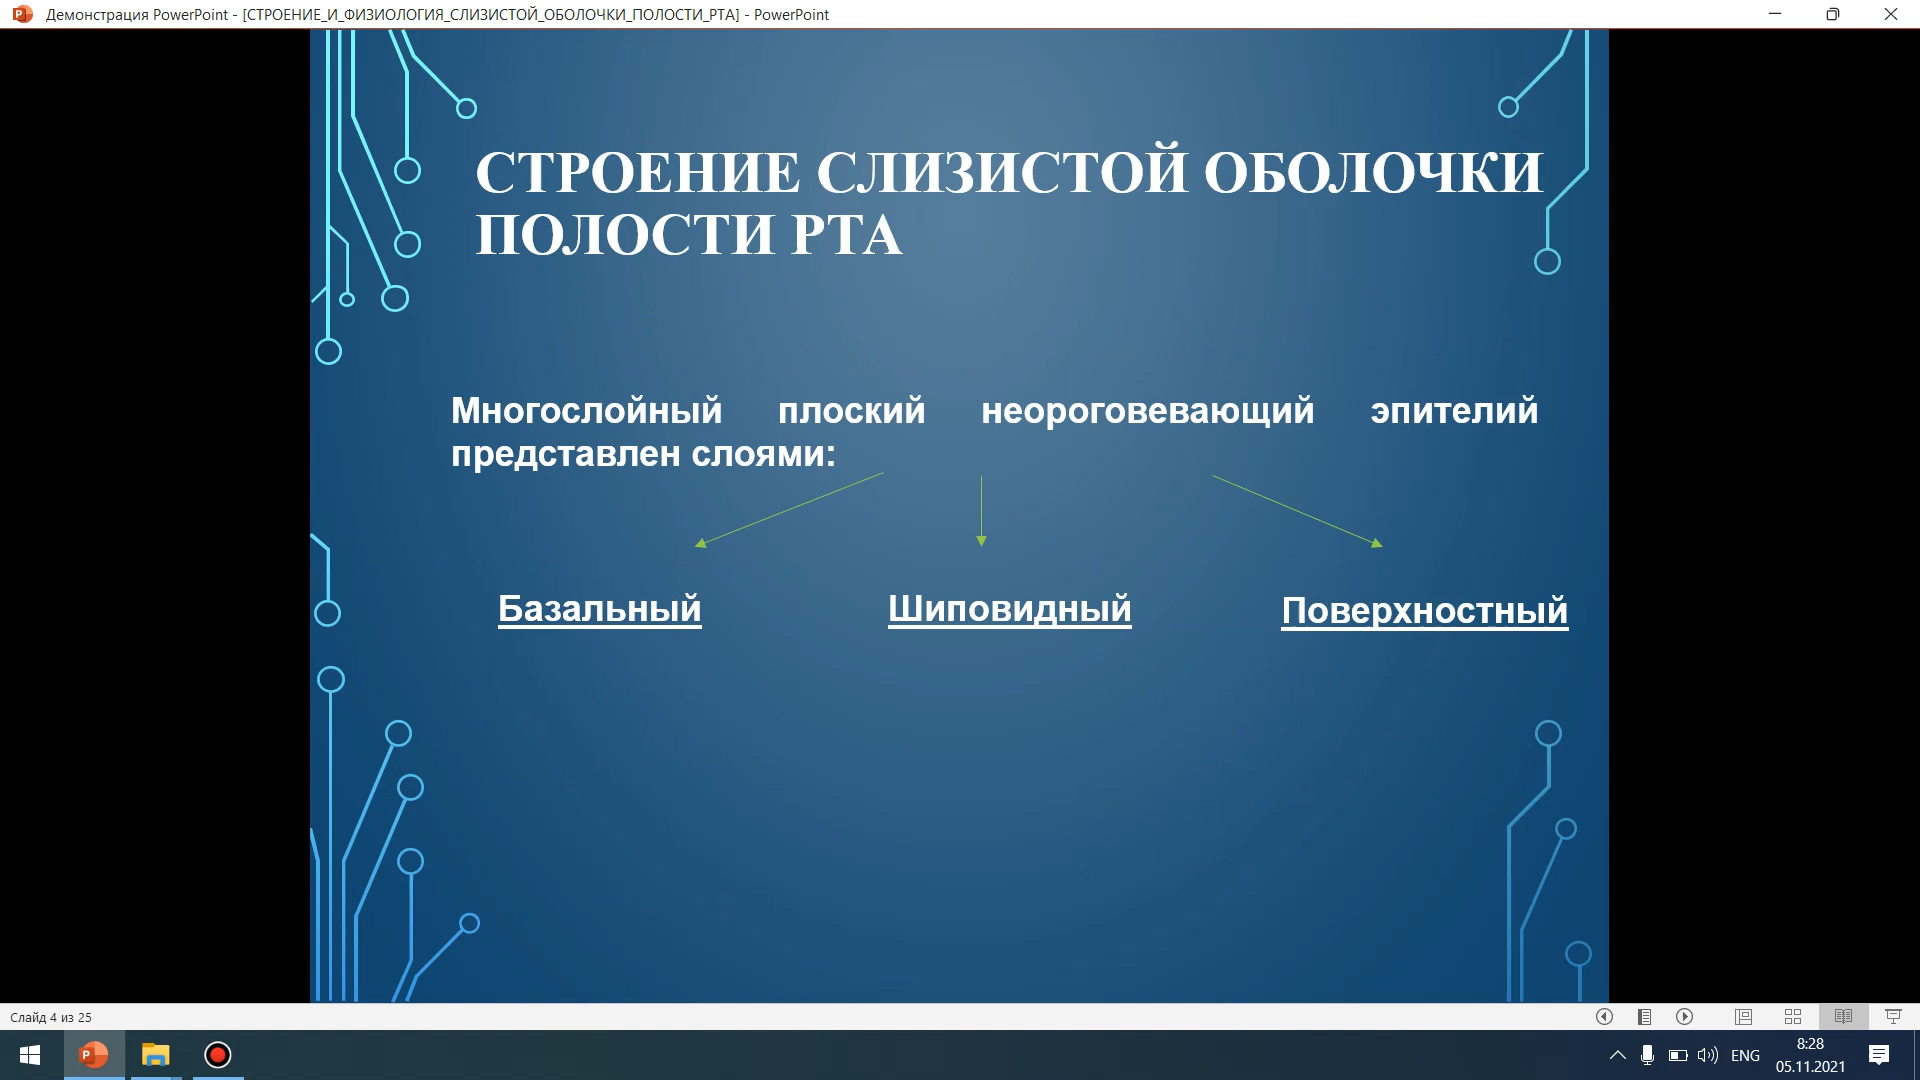 Демонстрация PowerPoint - [СТРОЕНИЕ_И_ФИЗИОЛОГИЯ_СЛИЗИСТОЙ_ОБОЛОЧКИ_ПОЛОСТИ_РТА] - PowerPoint
СТРОЕНИЕ СЛИЗИСТОЙ ОБОЛОЧКИ
ПОЛОСТИ РТА
Многослойный плоский неороговевающий эпителий
представлен слоями:
Базальный Шиповидный Поверхностный
Слайд 4 из 25
ENG
8:28
05.11.2021